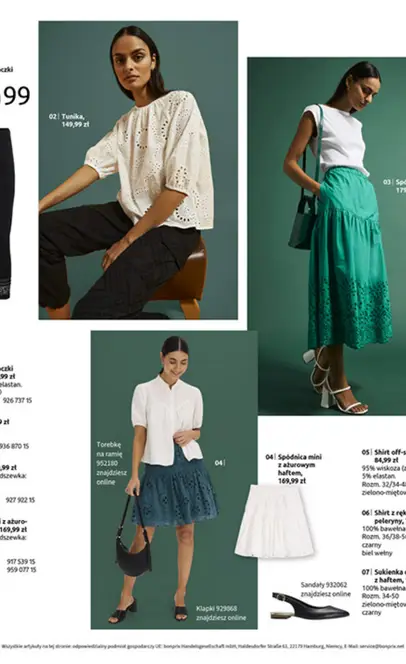 czki
99
02 | Tunika,
149,99 zł
03 | Spó
179
czki
,99 zł
elastan.
926 737 15
9 zł
936 870 15
,99 zł
dszewka:
927 922 15
i z ażuro-
169,99 zł
dszewka:
917 539 15
959 077 15
Torebkę
na ramię
952180
znajdziesz
online
04 |
Klapki 929868
znajdziesz online
04 | Spódnica mini
z ażurowym
haftem,
169,99 zł
Sandały 932062
znajdziesz online
05 | Shirt off-s
84,99 zł
95% wiskoza (z
5% elastan.
Rozm. 32/34-48
zielono-miętow
06 | Shirt z ręk
peleryny,
100% bawełna
Rozm. 36/38-5
czarny
biel wełny
07 | Sukienka o
z haftem,
100% bawełna
Rozm. 34-50
zielono-miętow
czarny
Wszystkie artykuły na tej stronie: odpowiedzialny podmiot gospodarczy UE: bonprix Handelsgesellschaft mbH, Haldesdorfer Straße 61, 22179 Hamburg, Niemcy, E-Mail: service@bonprix.net